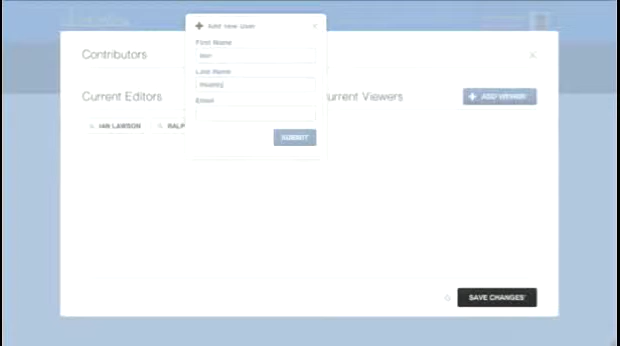 Add new User
Contributors
First Name
Last Name
Current Editors
urrent Viewers
ADD VIEWER
Email
IAN LAWSON
RALP
SUBMIT
SAVE CHANGES